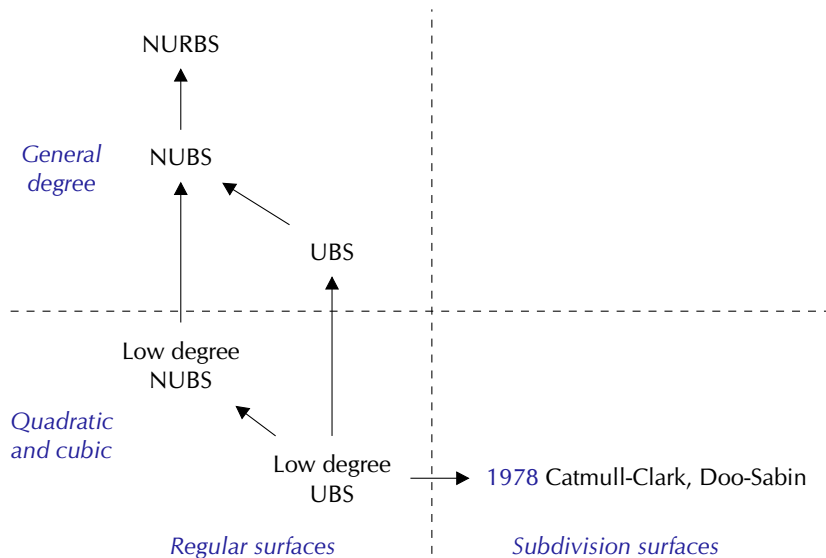 NURBS
General
degree
NUBS
UBS
Low degree
NUBS
Quadratic
and cubic
Low degree
UBS
1978 Catmull-Clark, Doo-Sabin
Regular surfaces
Subdivision surfaces